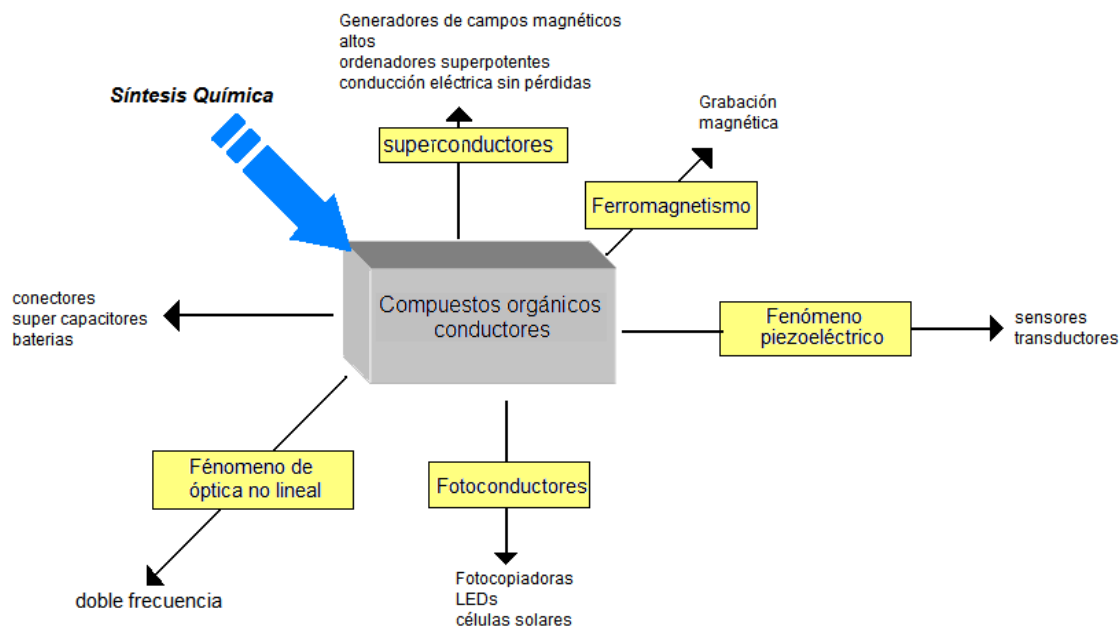 Generadores de campos magnéticos
altos
ordenadores superpotentes
conducción eléctrica sin pérdidas
Síntesis Química
Grabación
magnética
superconductores
Ferromagnetismo
Compuestos orgánicos
conductores
conectores
super capacitores
baterias
Fenómeno
piezoeléctrico
sensores
transductores
Fénomeno de
óptica no lineal
Fotoconductores
doble frecuencia
Fotocopiadoras
LEDs
células solares